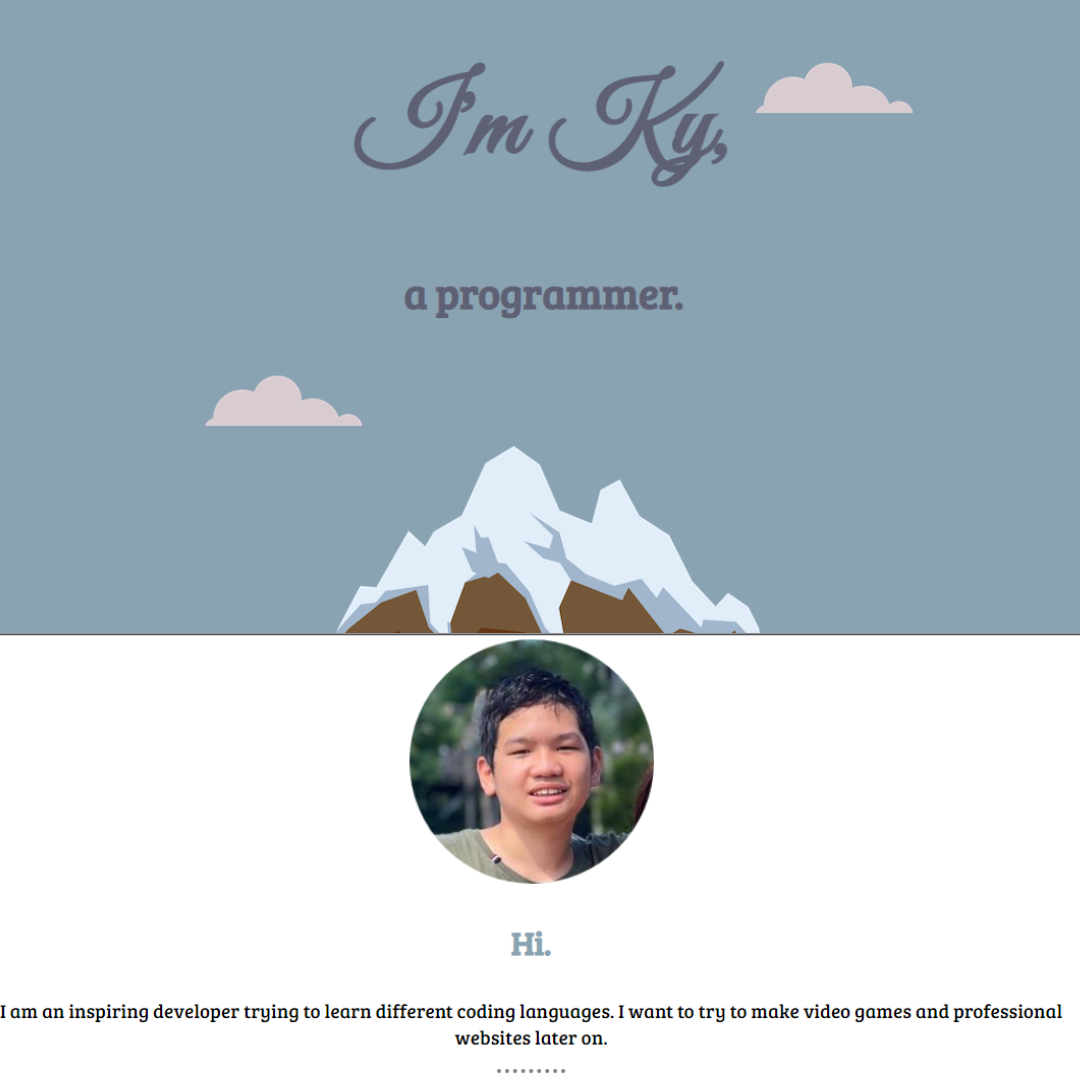 I'm Ky,
a programmer.
Hi.
I am an inspiring developer trying to learn different coding languages. I want to try to make video games and professional
websites later on.